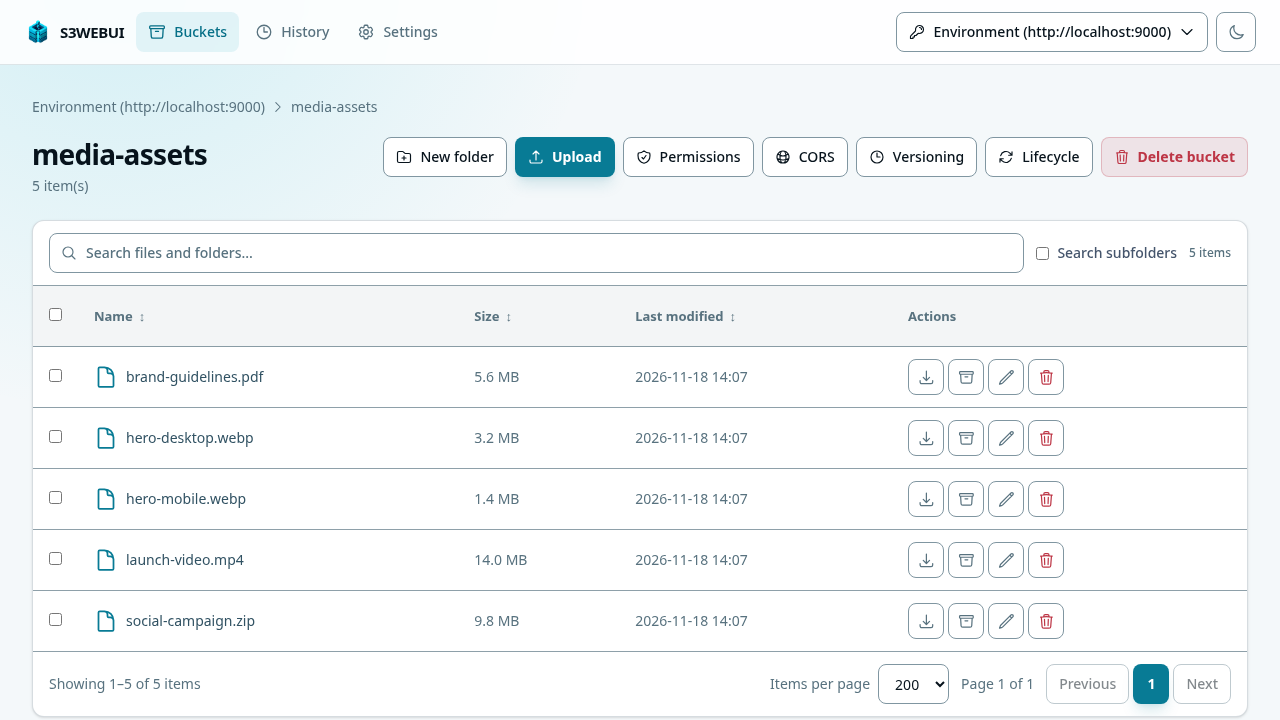 S3WEBUI Buckets History Settings Environment (http://localhost:9000)
Environment (http://localhost:9000) media-assets
media-assets New folder Upload Permissions CORS Versioning Lifecycle Delete bucket
5 item(s)
Search files and folders... Search subfolders 5 items
Name ↕ Size ↕ Last modified ↕ Actions
brand-guidelines.pdf 5.6 MB 2026-11-18 14:07
hero-desktop.webp 3.2 MB 2026-11-18 14:07
hero-mobile.webp 1.4 MB 2026-11-18 14:07
launch-video.mp4 14.0 MB 2026-11-18 14:07
social-campaign.zip 9.8 MB 2026-11-18 14:07
Showing 1–5 of 5 items Items per page 200 Page 1 of 1 Previous 1 Next